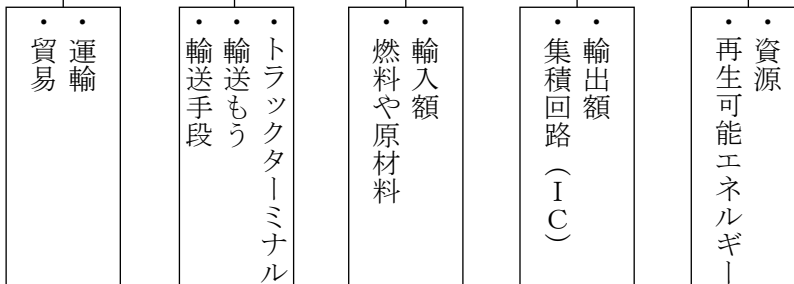 ・資源
・再生可能エネルギー
・輸出額
・集積回路（IC）
・輸入額
・燃料や原材料
・トラックターミナル
・輸送もう
・輸送手段
・運輸
・貿易